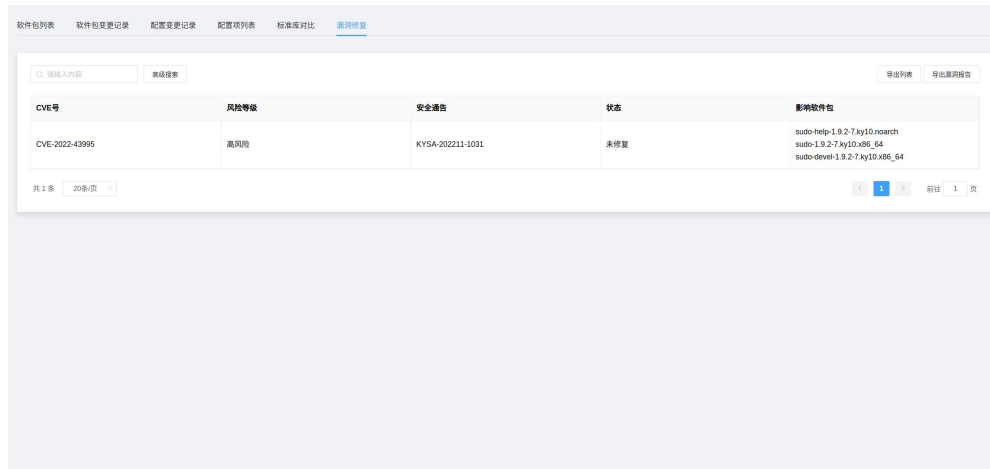 软件包列表 软件包变更记录 配置变更记录 配置项列表 标准库对比 漏洞修复
请输入内容 高级搜索 导出列表 导出漏洞报告
CVE号 风险等级 安全通告 状态 影响软件包
sudo-help-1.9.2-7.ky10.noarch
CVE-2022-43995 高风险 KYSA-202211-1031 未修复 sudo-1.9.2-7.ky10.x86_64
sudo-devel-1.9.2-7.ky10.x86_64
共 1 条 20条/页 1 前往 1 页